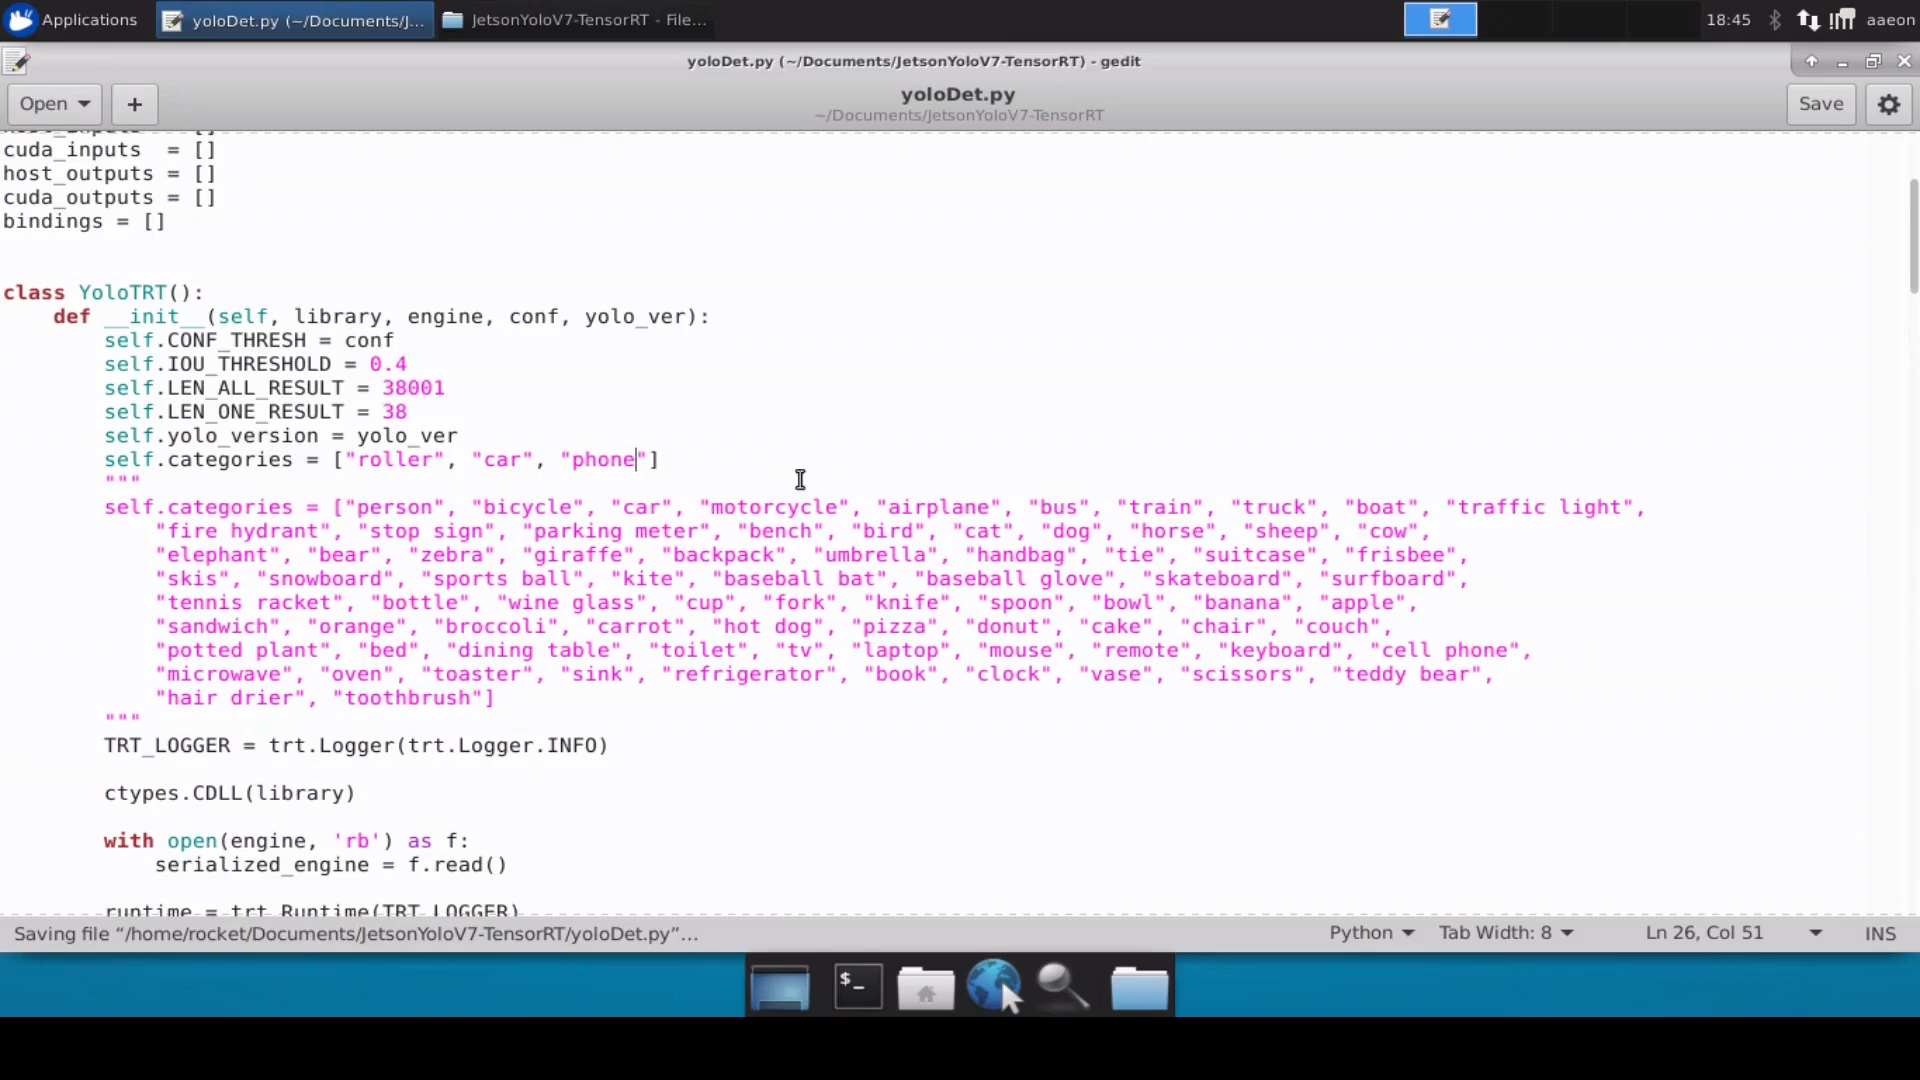 Applications
yoloDet.py (~/Documents/J...
JetsonYoloV7-TensorRT - File...
18:45
aaeon
yoloDet.py (~/Documents/JetsonYoloV7-TensorRT) - gedit
Open
+
yoloDet.py
~/Documents/JetsonYoloV7-TensorRT
Save
cuda_inputs  = []
host_outputs = []
cuda_outputs = []
bindings = []
class YoloTRT():
    def __init__(self, library, engine, conf, yolo_ver):
        self.CONF_THRESH = conf
        self.IOU_THRESHOLD = 0.4
        self.LEN_ALL_RESULT = 38001
        self.LEN_ONE_RESULT = 38
        self.yolo_version = yolo_ver
        self.categories = ["roller", "car", "phone"]
        """
        self.categories = ["person", "bicycle", "car", "motorcycle", "airplane", "bus", "train", "truck", "boat", "traffic light",
            "fire hydrant", "stop sign", "parking meter", "bench", "bird", "cat", "dog", "horse", "sheep", "cow",
            "elephant", "bear", "zebra", "giraffe", "backpack", "umbrella", "handbag", "tie", "suitcase", "frisbee",
            "skis", "snowboard", "sports ball", "kite", "baseball bat", "baseball glove", "skateboard", "surfboard",
            "tennis racket", "bottle", "wine glass", "cup", "fork", "knife", "spoon", "bowl", "banana", "apple",
            "sandwich", "orange", "broccoli", "carrot", "hot dog", "pizza", "donut", "cake", "chair", "couch",
            "potted plant", "bed", "dining table", "toilet", "tv", "laptop", "mouse", "remote", "keyboard", "cell phone",
            "microwave", "oven", "toaster", "sink", "refrigerator", "book", "clock", "vase", "scissors", "teddy bear",
            "hair drier", "toothbrush"]
        """
        TRT_LOGGER = trt.Logger(trt.Logger.INFO)
        ctypes.CDLL(library)
        with open(engine, 'rb') as f:
            serialized_engine = f.read()
        runtime = trt.Runtime(TRT_LOGGER)
Saving file “/home/rocket/Documents/JetsonYoloV7-TensorRT/yoloDet.py”...
Python
Tab Width: 8
Ln 26, Col 51
INS
$_